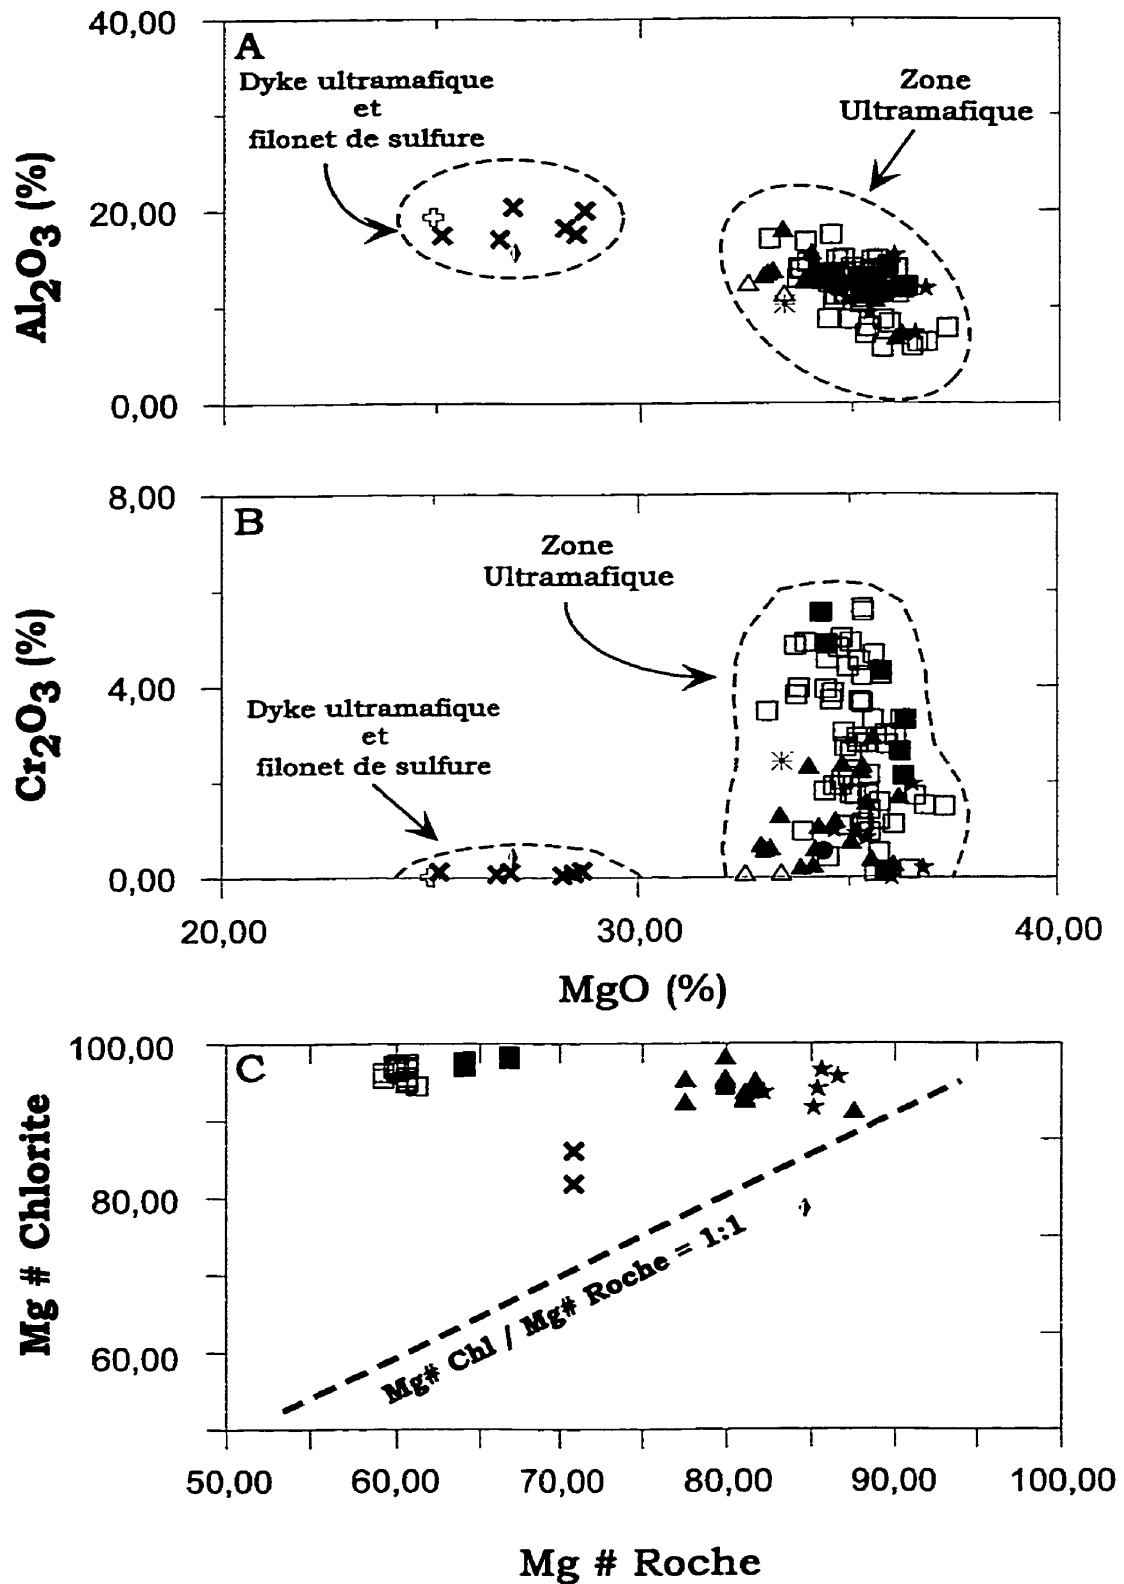 40,00
A
Dyke ultramafique
et
filonet de sulfure
Zone
Ultramafique
Al2O3 (%)
20,00
0,00
8,00
B
Zone
Ultramafique
Cr2O3 (%)
4,00
Dyke ultramafique
et
filonet de sulfure
0,00
20,00 30,00 40,00
MgO (%)
100,00
C
Mg # Chlorite
80,00
Mg# Chl / Mg# Roche = 1:1
60,00
50,00 60,00 70,00 80,00 90,00 100,00
Mg # Roche